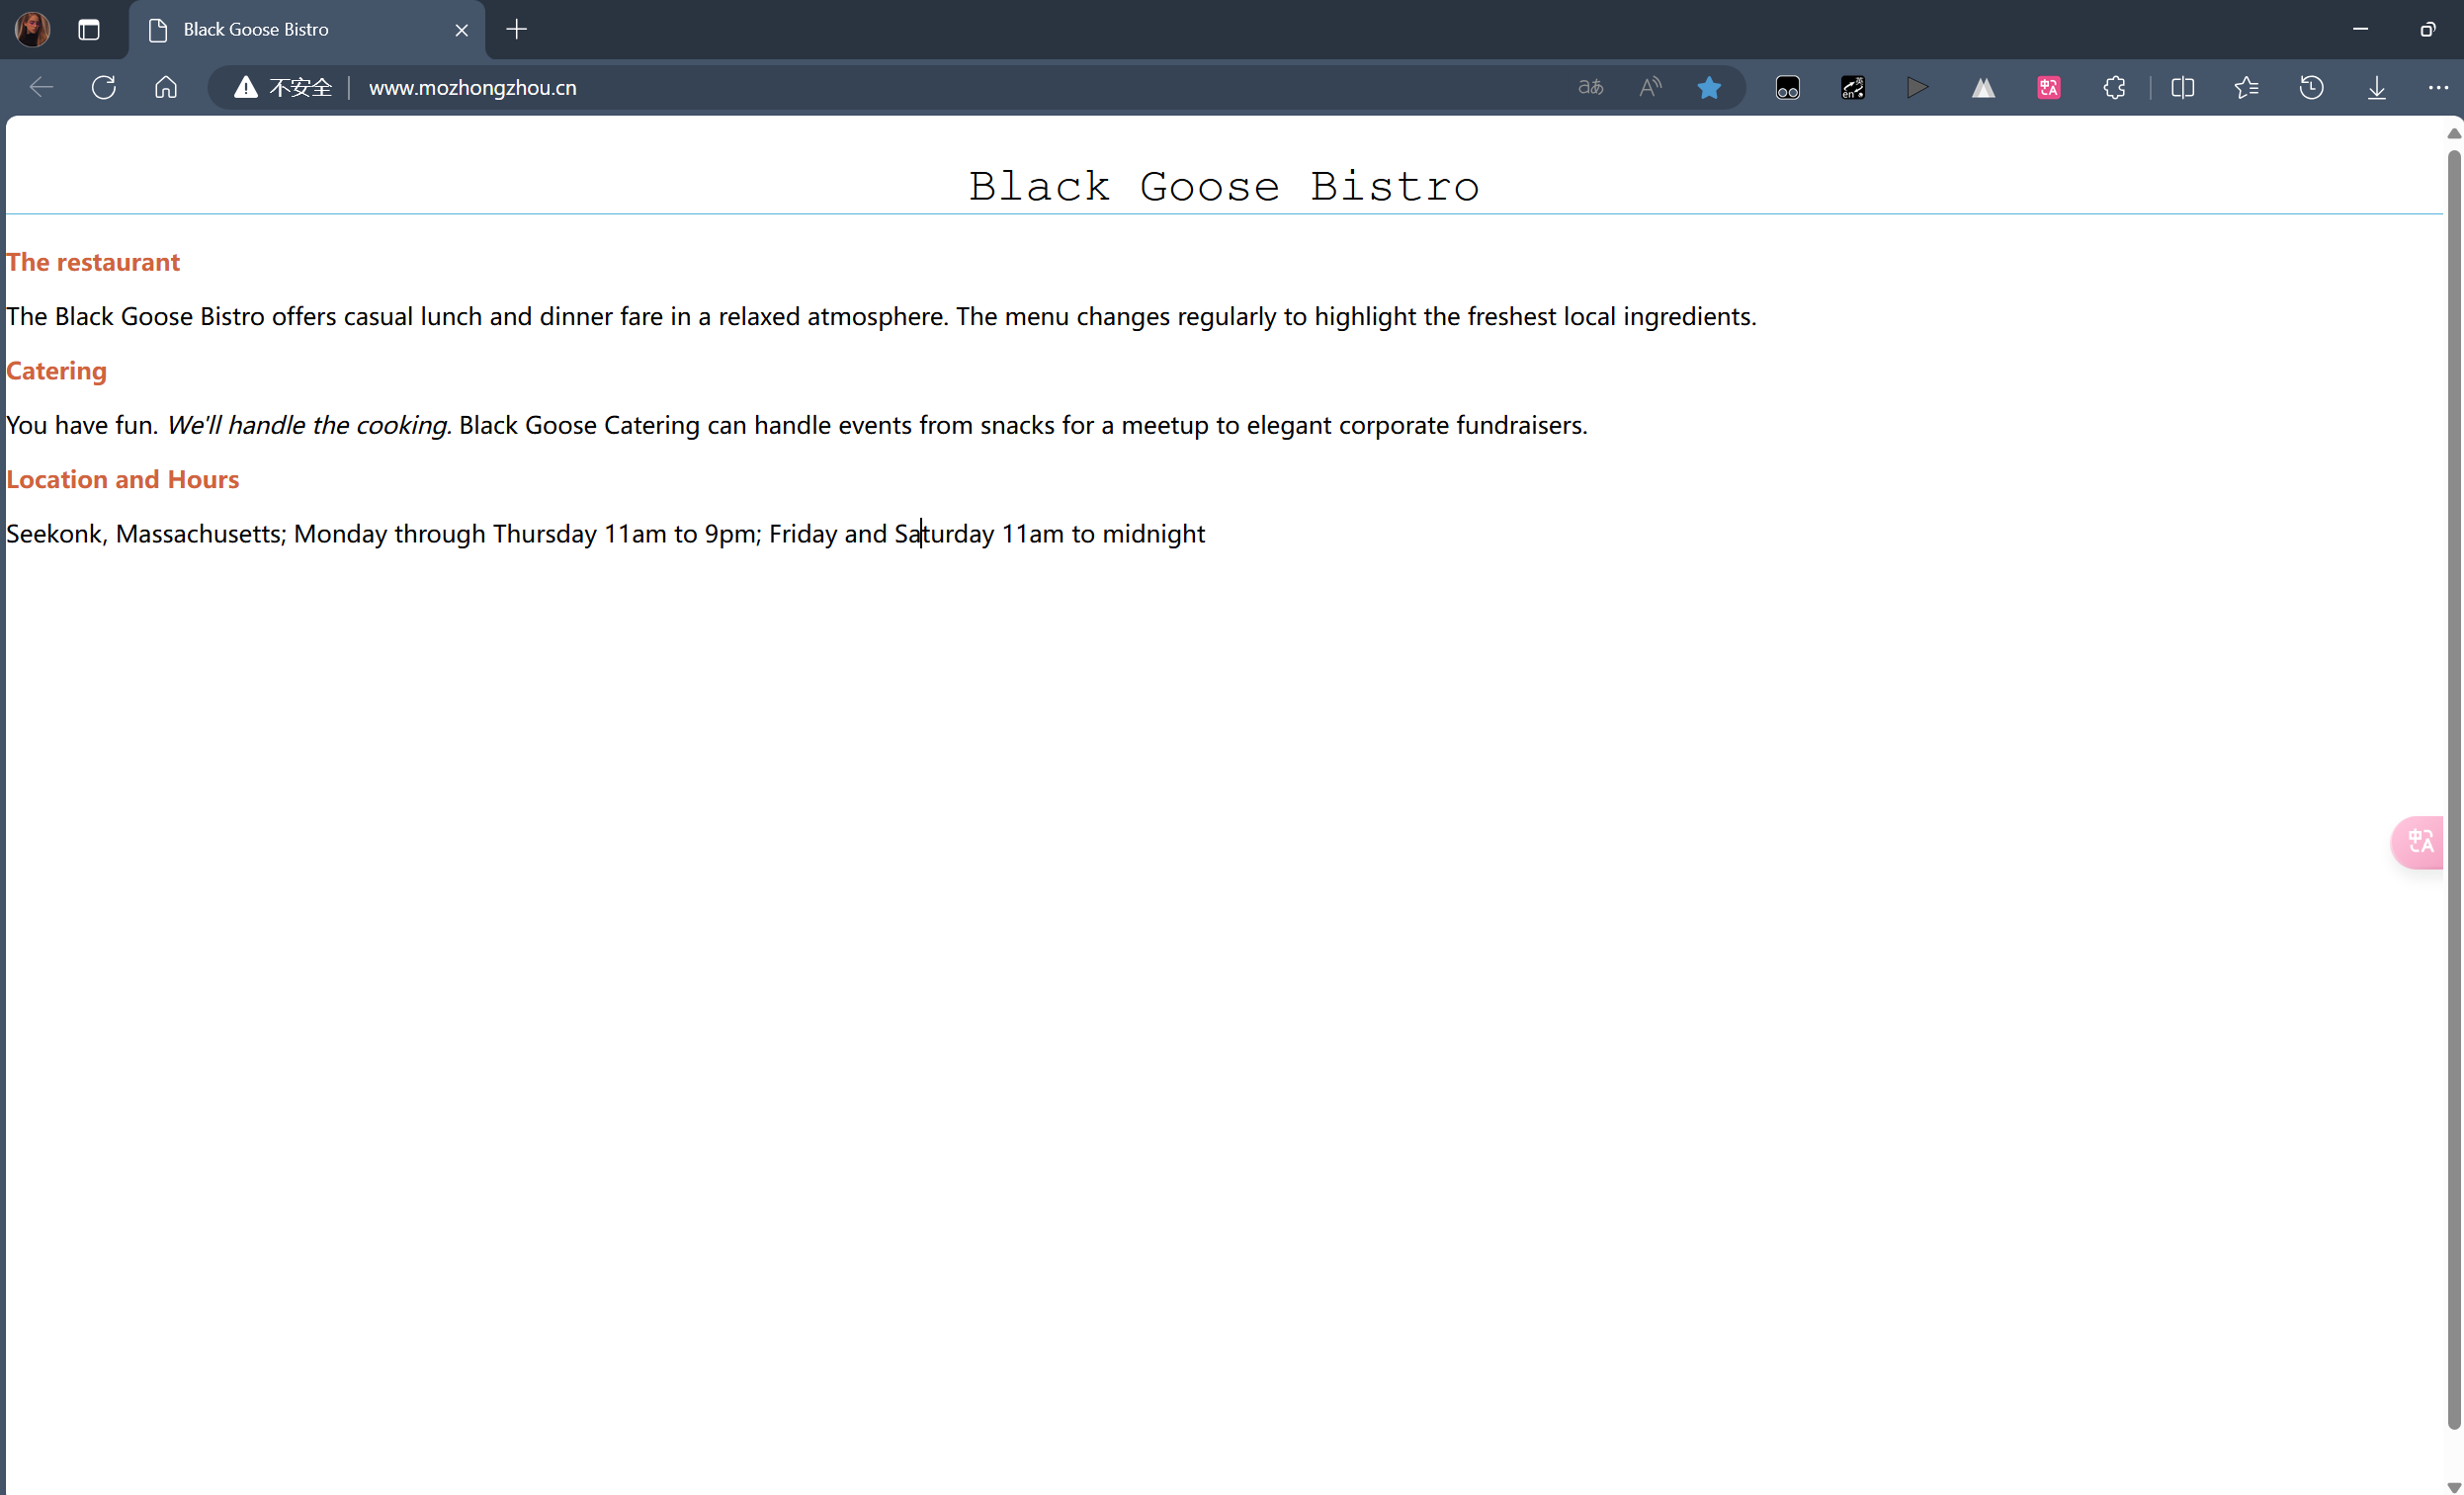 Black Goose Bistro
不安全 www.mozhongzhou.cn
Black Goose Bistro
The restaurant
The Black Goose Bistro offers casual lunch and dinner fare in a relaxed atmosphere. The menu changes regularly to highlight the freshest local ingredients.
Catering
You have fun. We'll handle the cooking. Black Goose Catering can handle events from snacks for a meetup to elegant corporate fundraisers.
Location and Hours
Seekonk, Massachusetts; Monday through Thursday 11am to 9pm; Friday and Saturday 11am to midnight